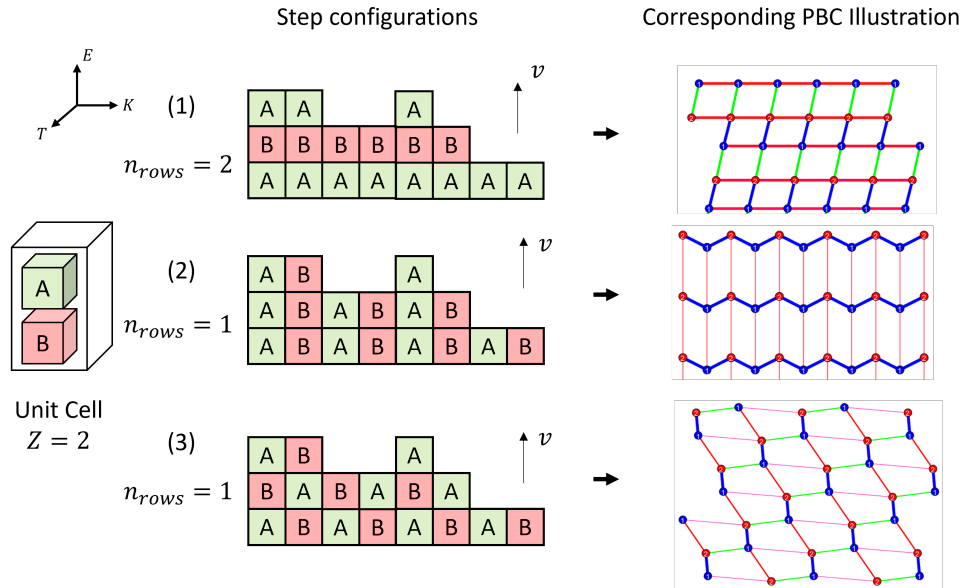 Step configurations
Corresponding PBC Illustration
E
K
T
(1)
A A A
B B B B B B
A A A A A A A A
n_rows = 2
v
A
B
Unit Cell
Z = 2
(2)
A B A
A B A B A B
A B A B A B A B
n_rows = 1
v
(3)
A B A
B A B A B A
A B A B A B A B
n_rows = 1
v